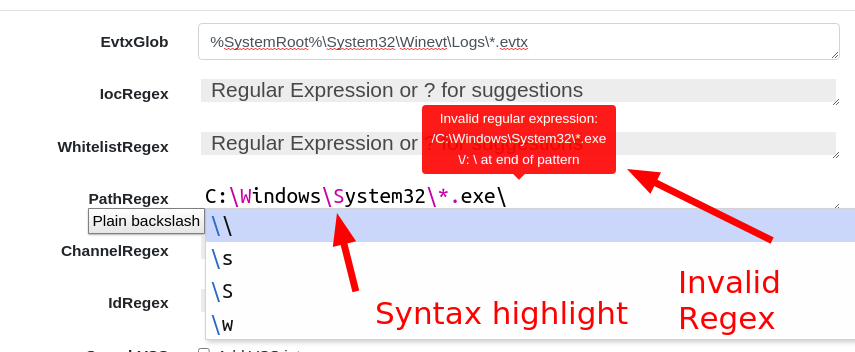 EvtxGlob %SystemRoot%\System32\Winevt\Logs\*.evtx
IocRegex Regular Expression or ? for suggestions
Invalid regular expression:
/C:\Windows\System32\*.exe
\/: \ at end of pattern
WhitelistRegex Regular Expression or ? for suggestions
PathRegex C:\Windows\System32\*.exe\
Plain backslash
\\
ChannelRegex
\s
\S
IdRegex
\w
Syntax highlight
Invalid
Regex